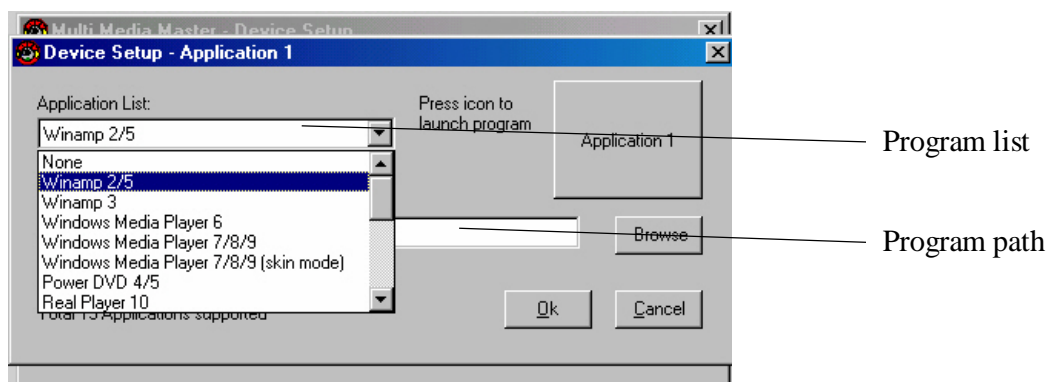 Multi Media Master - Device Setup
Device Setup - Application 1
Application List:
Winamp 2/5
None
Winamp 2/5
Winamp 3
Windows Media Player 6
Windows Media Player 7/8/9
Windows Media Player 7/8/9 (skin mode)
Power DVD 4/5
Real Player 10
Total 15 Applications supported
Press icon to
launch program
Application 1
Browse
Ok
Cancel
Program list
Program path